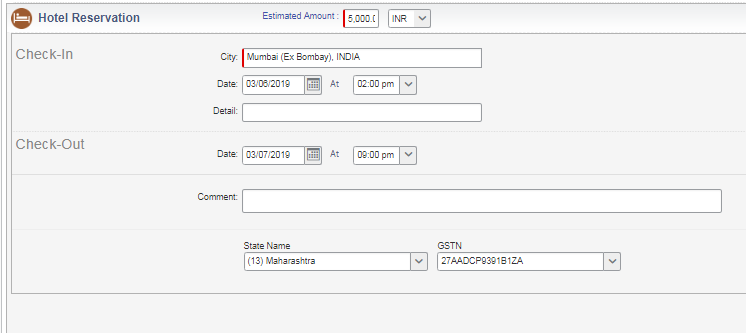 Hotel Reservation Estimated Amount : 5,000.( INR
Check-In
City: Mumbai (Ex Bombay), INDIA
Date: 03/06/2019 At 02:00 pm
Detail:
Check-Out
Date: 03/07/2019 At 09:00 pm
Comment:
State Name GSTN
(13) Maharashtra 27AADCP9391B1ZA